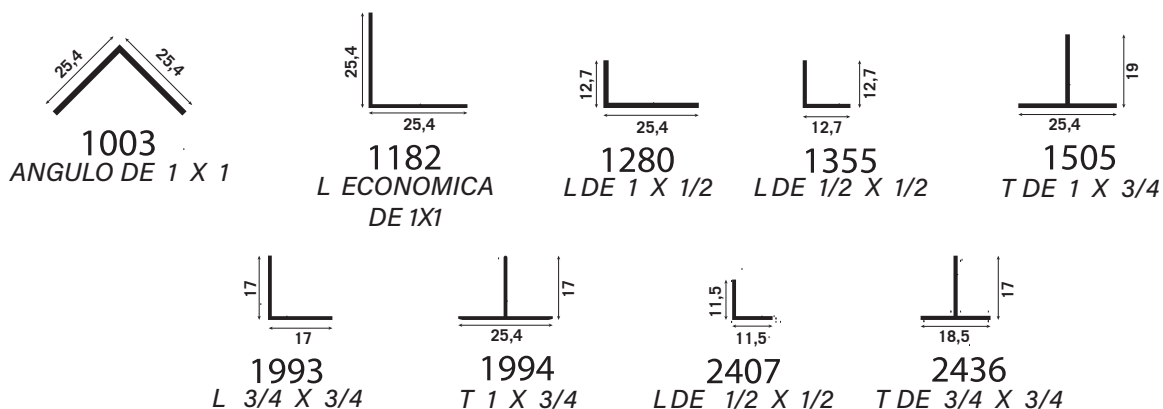 25,4 25,4
1003
ANGULO DE 1 X 1
25,4
25,4
1182
L ECONOMICA
DE 1X1
12,7
25,4
1280
L DE 1 X 1/2
12,7
12,7
1355
L DE 1/2 X 1/2
19
25,4
1505
T DE 1 X 3/4
17
17
1993
L 3/4 X 3/4
17
25,4
1994
T 1 X 3/4
11,5
11,5
2407
L DE 1/2 X 1/2
17
18,5
2436
T DE 3/4 X 3/4